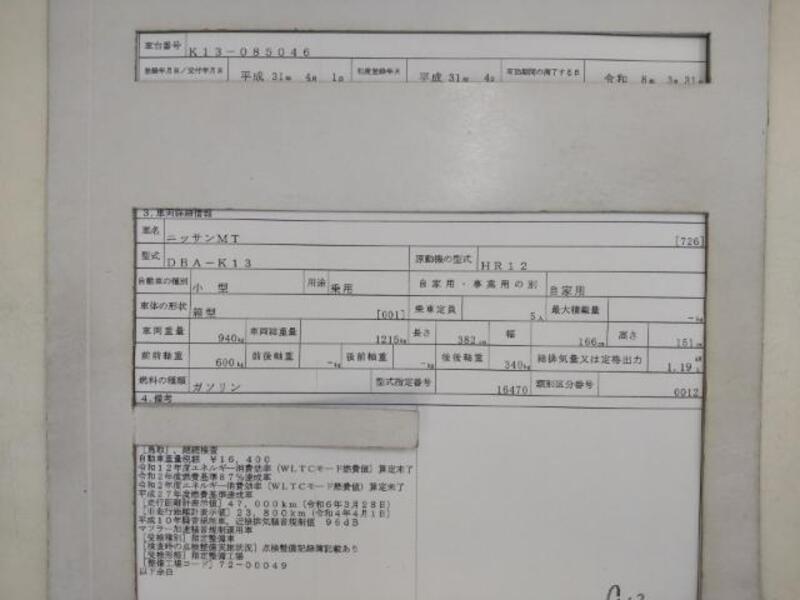 車台番号 K13-085046
登録年月日/交付年月日 平成 31年 4月 1日 初度登録年月 平成 31年 4月 有効期間の満了する日 令和 8年 3月 31日
3.車両詳細情報
車名 ニッサンMT [726]
型式 DBA-K13 原動機の型式 HR12
自動車の種別 小 型 用途 乗用 自家用・事業用の別 自家用
車体の形状 箱型 [001] 乗車定員 5人 最大積載量 -kg
車両重量 940kg 車両総重量 1215kg 長さ 382cm 幅 166cm 高さ 151cm
前前軸重 600kg 前後軸重 -kg 後前軸重 -kg 後後軸重 340kg 総排気量又は定格出力 1.19
燃料の種類 ガソリン 型式指定番号 16470 類別区分番号 0012
4.備考
[鳥取],継続検査
自動車重量税額 ¥16,400
令和12年度エネルギー消費効率(WLTCモード燃費値)算定未了
令和2年度燃費基準87%達成車
令和2年度エネルギー消費効率(WLTCモード燃費値)算定未了
平成27年度燃費基準達成車
[走行距離計表示値]47,000km(令和6年3月28日)
[旧走行距離計表示値]23,800km(令和4年4月1日)
平成10年騒音規制車,近接排気騒音規制値 96dB
マフラー加速騒音規制適用車
[受検種別]指定整備車
[検査時の点検整備実施状況]点検整備記録簿記載あり
[受検形態]指定整備工場
[整備工場コード]72-00049
以下余白